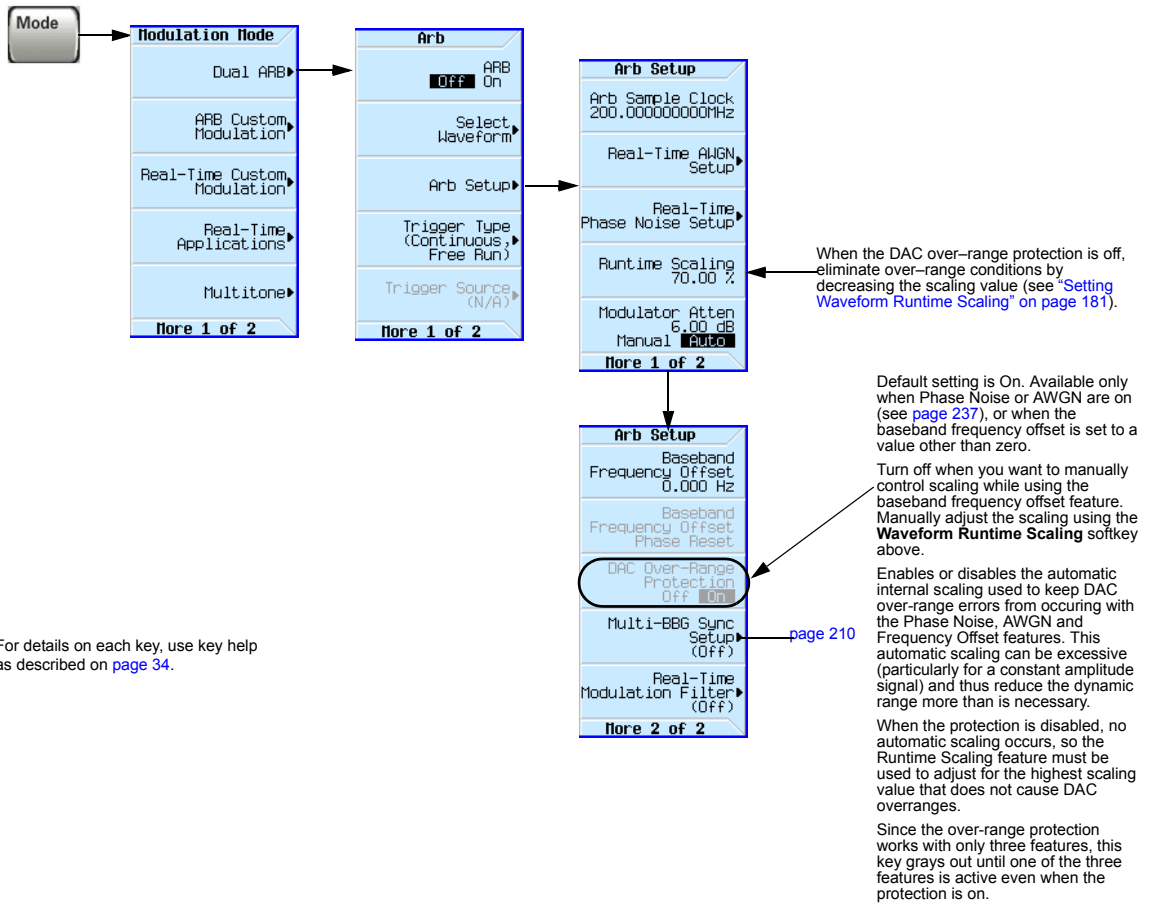 Mode
Modulation Mode
Dual ARB
ARB Custom
Modulation
Real-Time Custom
Modulation
Real-Time
Applications
Multitone
More 1 of 2
Arb
ARB
Off On
Select
Waveform
Arb Setup
Trigger Type
(Continuous,
Free Run)
Trigger Source
(N/A)
More 1 of 2
Arb Setup
Arb Sample Clock
200.000000000MHz
Real-Time AWGN
Setup
Real-Time
Phase Noise Setup
Runtime Scaling
70.00 %
Modulator Atten
6.00 dB
Manual Auto
More 1 of 2
When the DAC over–range protection is off,
eliminate over–range conditions by
decreasing the scaling value (see “Setting
Waveform Runtime Scaling” on page 181).
Arb Setup
Baseband
Frequency Offset
0.000 Hz
Baseband
Frequency Offset
Phase Reset
DAC Over-Range
Protection
Off On
Multi-BBG Sync
Setup
(Off)
page 210
Real-Time
Modulation Filter
(Off)
More 2 of 2
Default setting is On. Available only
when Phase Noise or AWGN are on
(see page 237), or when the
baseband frequency offset is set to a
value other than zero.
Turn off when you want to manually
control scaling while using the
baseband frequency offset feature.
Manually adjust the scaling using the
Waveform Runtime Scaling softkey
above.
Enables or disables the automatic
internal scaling used to keep DAC
over-range errors from occuring with
the Phase Noise, AWGN and
Frequency Offset features. This
automatic scaling can be excessive
(particularly for a constant amplitude
signal) and thus reduce the dynamic
range more than is necessary.
When the protection is disabled, no
automatic scaling occurs, so the
Runtime Scaling feature must be
used to adjust for the highest scaling
value that does not cause DAC
overranges.
Since the over-range protection
works with only three features, this
key grays out until one of the three
features is active even when the
protection is on.
For details on each key, use key help
as described on page 34.